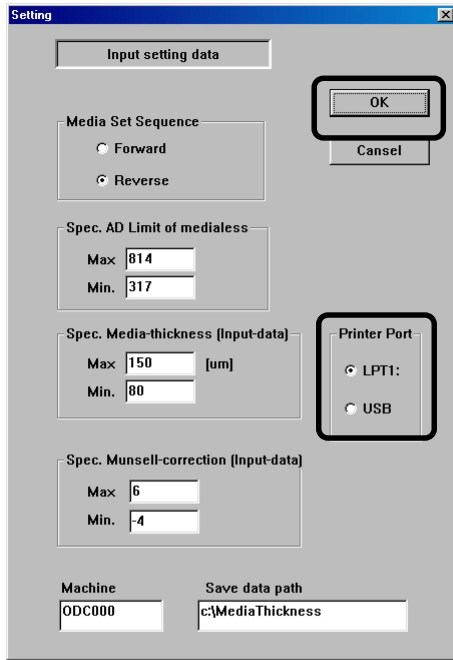 Setting
Input setting data
OK
Cansel
Media Set Sequence
Forward
Reverse
Spec. AD Limit of medialess
Max 814
Min. 317
Spec. Media-thickness (Input-data)
Max 150 [um]
Min. 80
Printer Port
LPT1:
USB
Spec. Munsell-correction (Input-data)
Max 6
Min. -4
Machine Save data path
ODC000 c:\MediaThickness